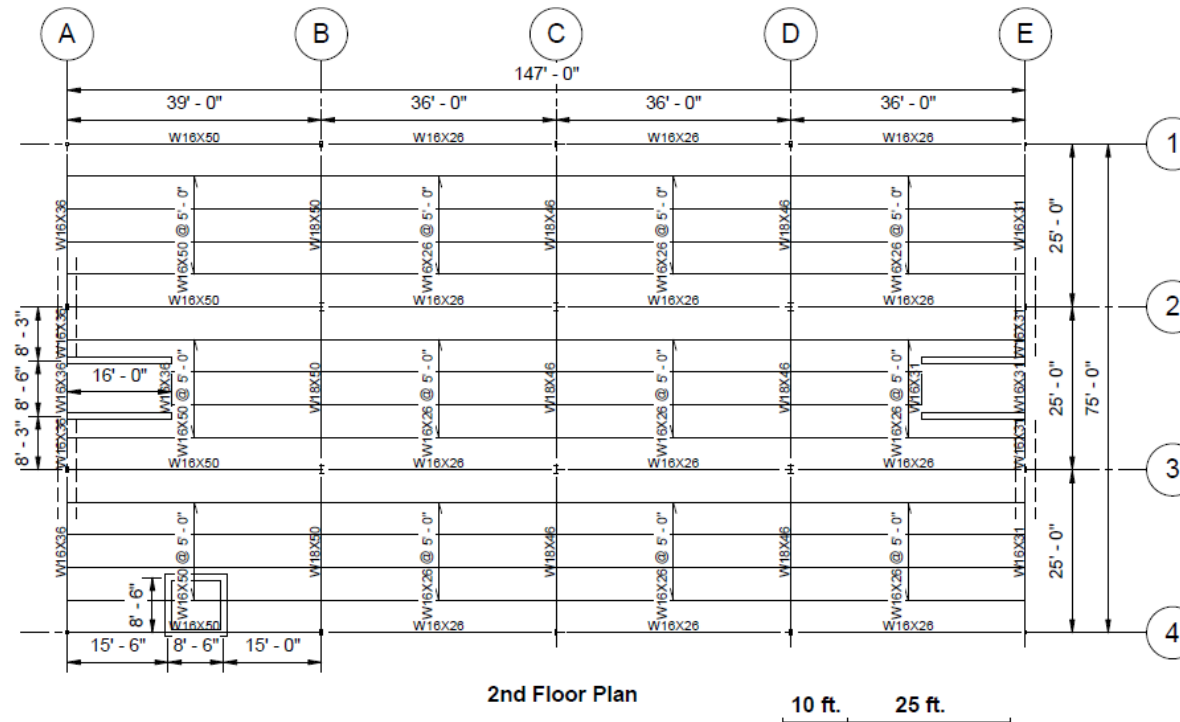 A B C D E
147' - 0"
39' - 0" 36' - 0" 36' - 0" 36' - 0"
W16X50 W16X26 W16X26 W16X26
1
W16X36 W16X50 @ 5' - 0" W18X50 W16X26 @ 5' - 0" W18X46 W16X26 @ 5' - 0" W18X46 W16X26 @ 5' - 0" W16X31 25' - 0"
W16X50 W16X26 W16X26 W16X26
2
8' - 3" W16X36 W16X31
8' - 6" W16X36 16' - 0" W16X36 W16X50 @ 5' - 0" W18X50 W16X26 @ 5' - 0" W18X46 W16X26 @ 5' - 0" W18X46 W16X26 @ 5' - 0" W16X31 W16X31 25' - 0" 75' - 0"
8' - 3" W16X36 W16X31
W16X50 W16X26 W16X26 W16X26
3
W16X36 W16X50 @ 5' - 0" W18X50 W16X26 @ 5' - 0" W18X46 W16X26 @ 5' - 0" W18X46 W16X26 @ 5' - 0" W16X31 25' - 0"
8' - 6"
W16X50 W16X26 W16X26 W16X26
4
15' - 6" 8' - 6" 15' - 0"
2nd Floor Plan
10 ft. 25 ft.